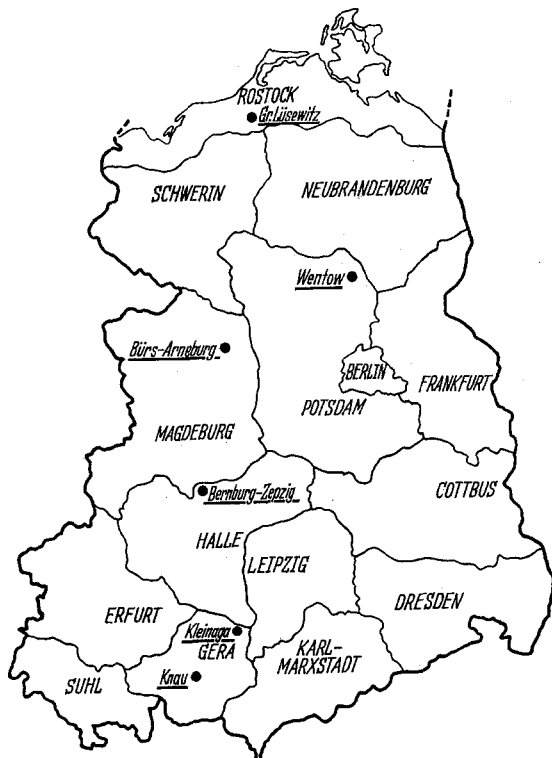 ROSTOCK
Gr.Lüsewitz
SCHWERIN
NEUBRANDENBURG
Wentow
Bürs-Arneburg
BERLIN
FRANKFURT
POTSDAM
MAGDEBURG
Bernburg-Zepzig
COTTBUS
HALLE
LEIPZIG
DRESDEN
ERFURT
Kleinaga
GERA
KARL-
MARXSTADT
Knau
SUHL